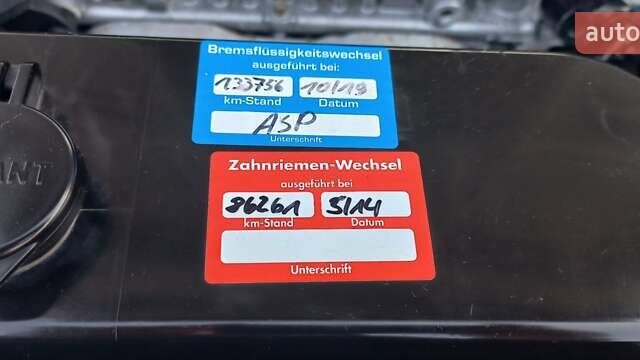 auto
Bremsflüssigkeitswechsel
ausgeführt bei:
133756 10/19
km-Stand Datum
ASP
Unterschrift
ANT
Zahnriemen-Wechsel
ausgeführt bei
86261 5/14
km-Stand Datum
Unterschrift